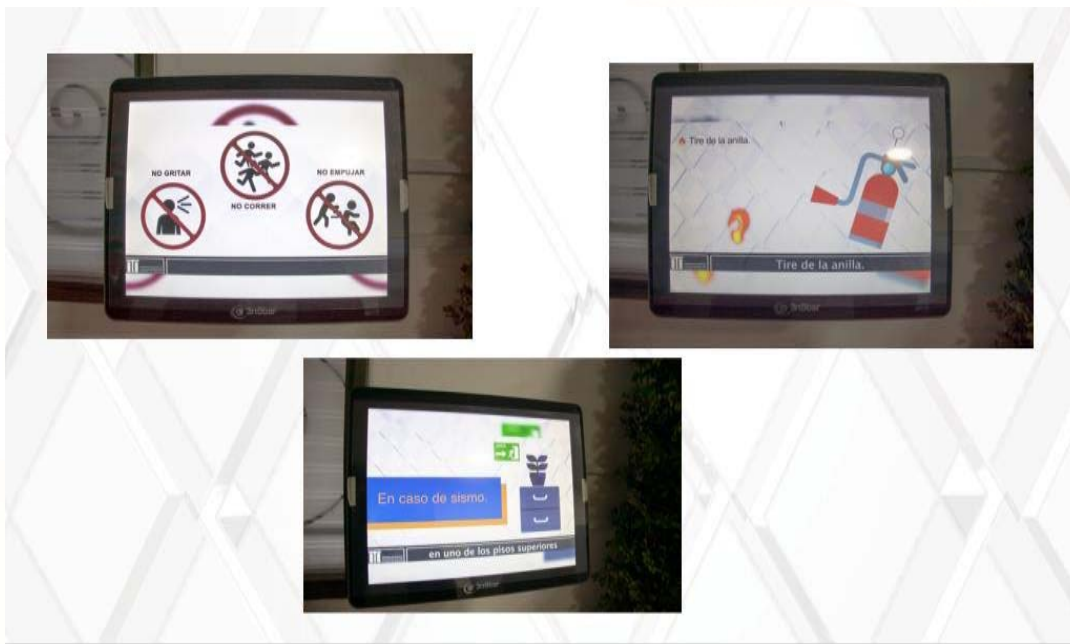 NO GRITAR
NO CORRER
NO EMPUJAR
Tire de la anilla.
Tire de la anilla.
En caso de sismo.
en uno de los pisos superiores